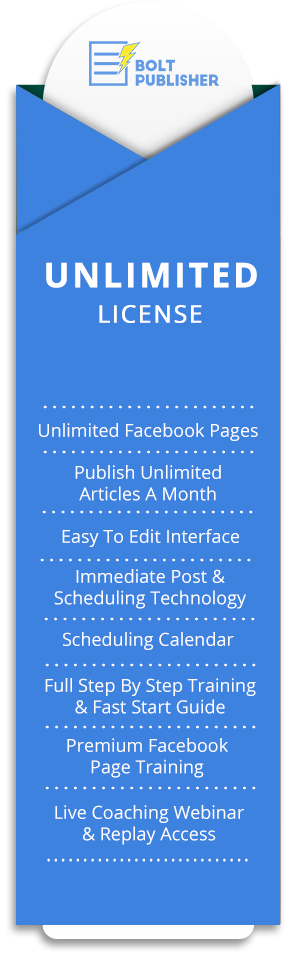 BOLT
PUBLISHER
UNLIMITED
LICENSE
Unlimited Facebook Pages
Publish Unlimited
Articles A Month
Easy To Edit Interface
Immediate Post &
Scheduling Technology
Scheduling Calendar
Full Step By Step Training
& Fast Start Guide
Premium Facebook
Page Training
Live Coaching Webinar
& Replay Access